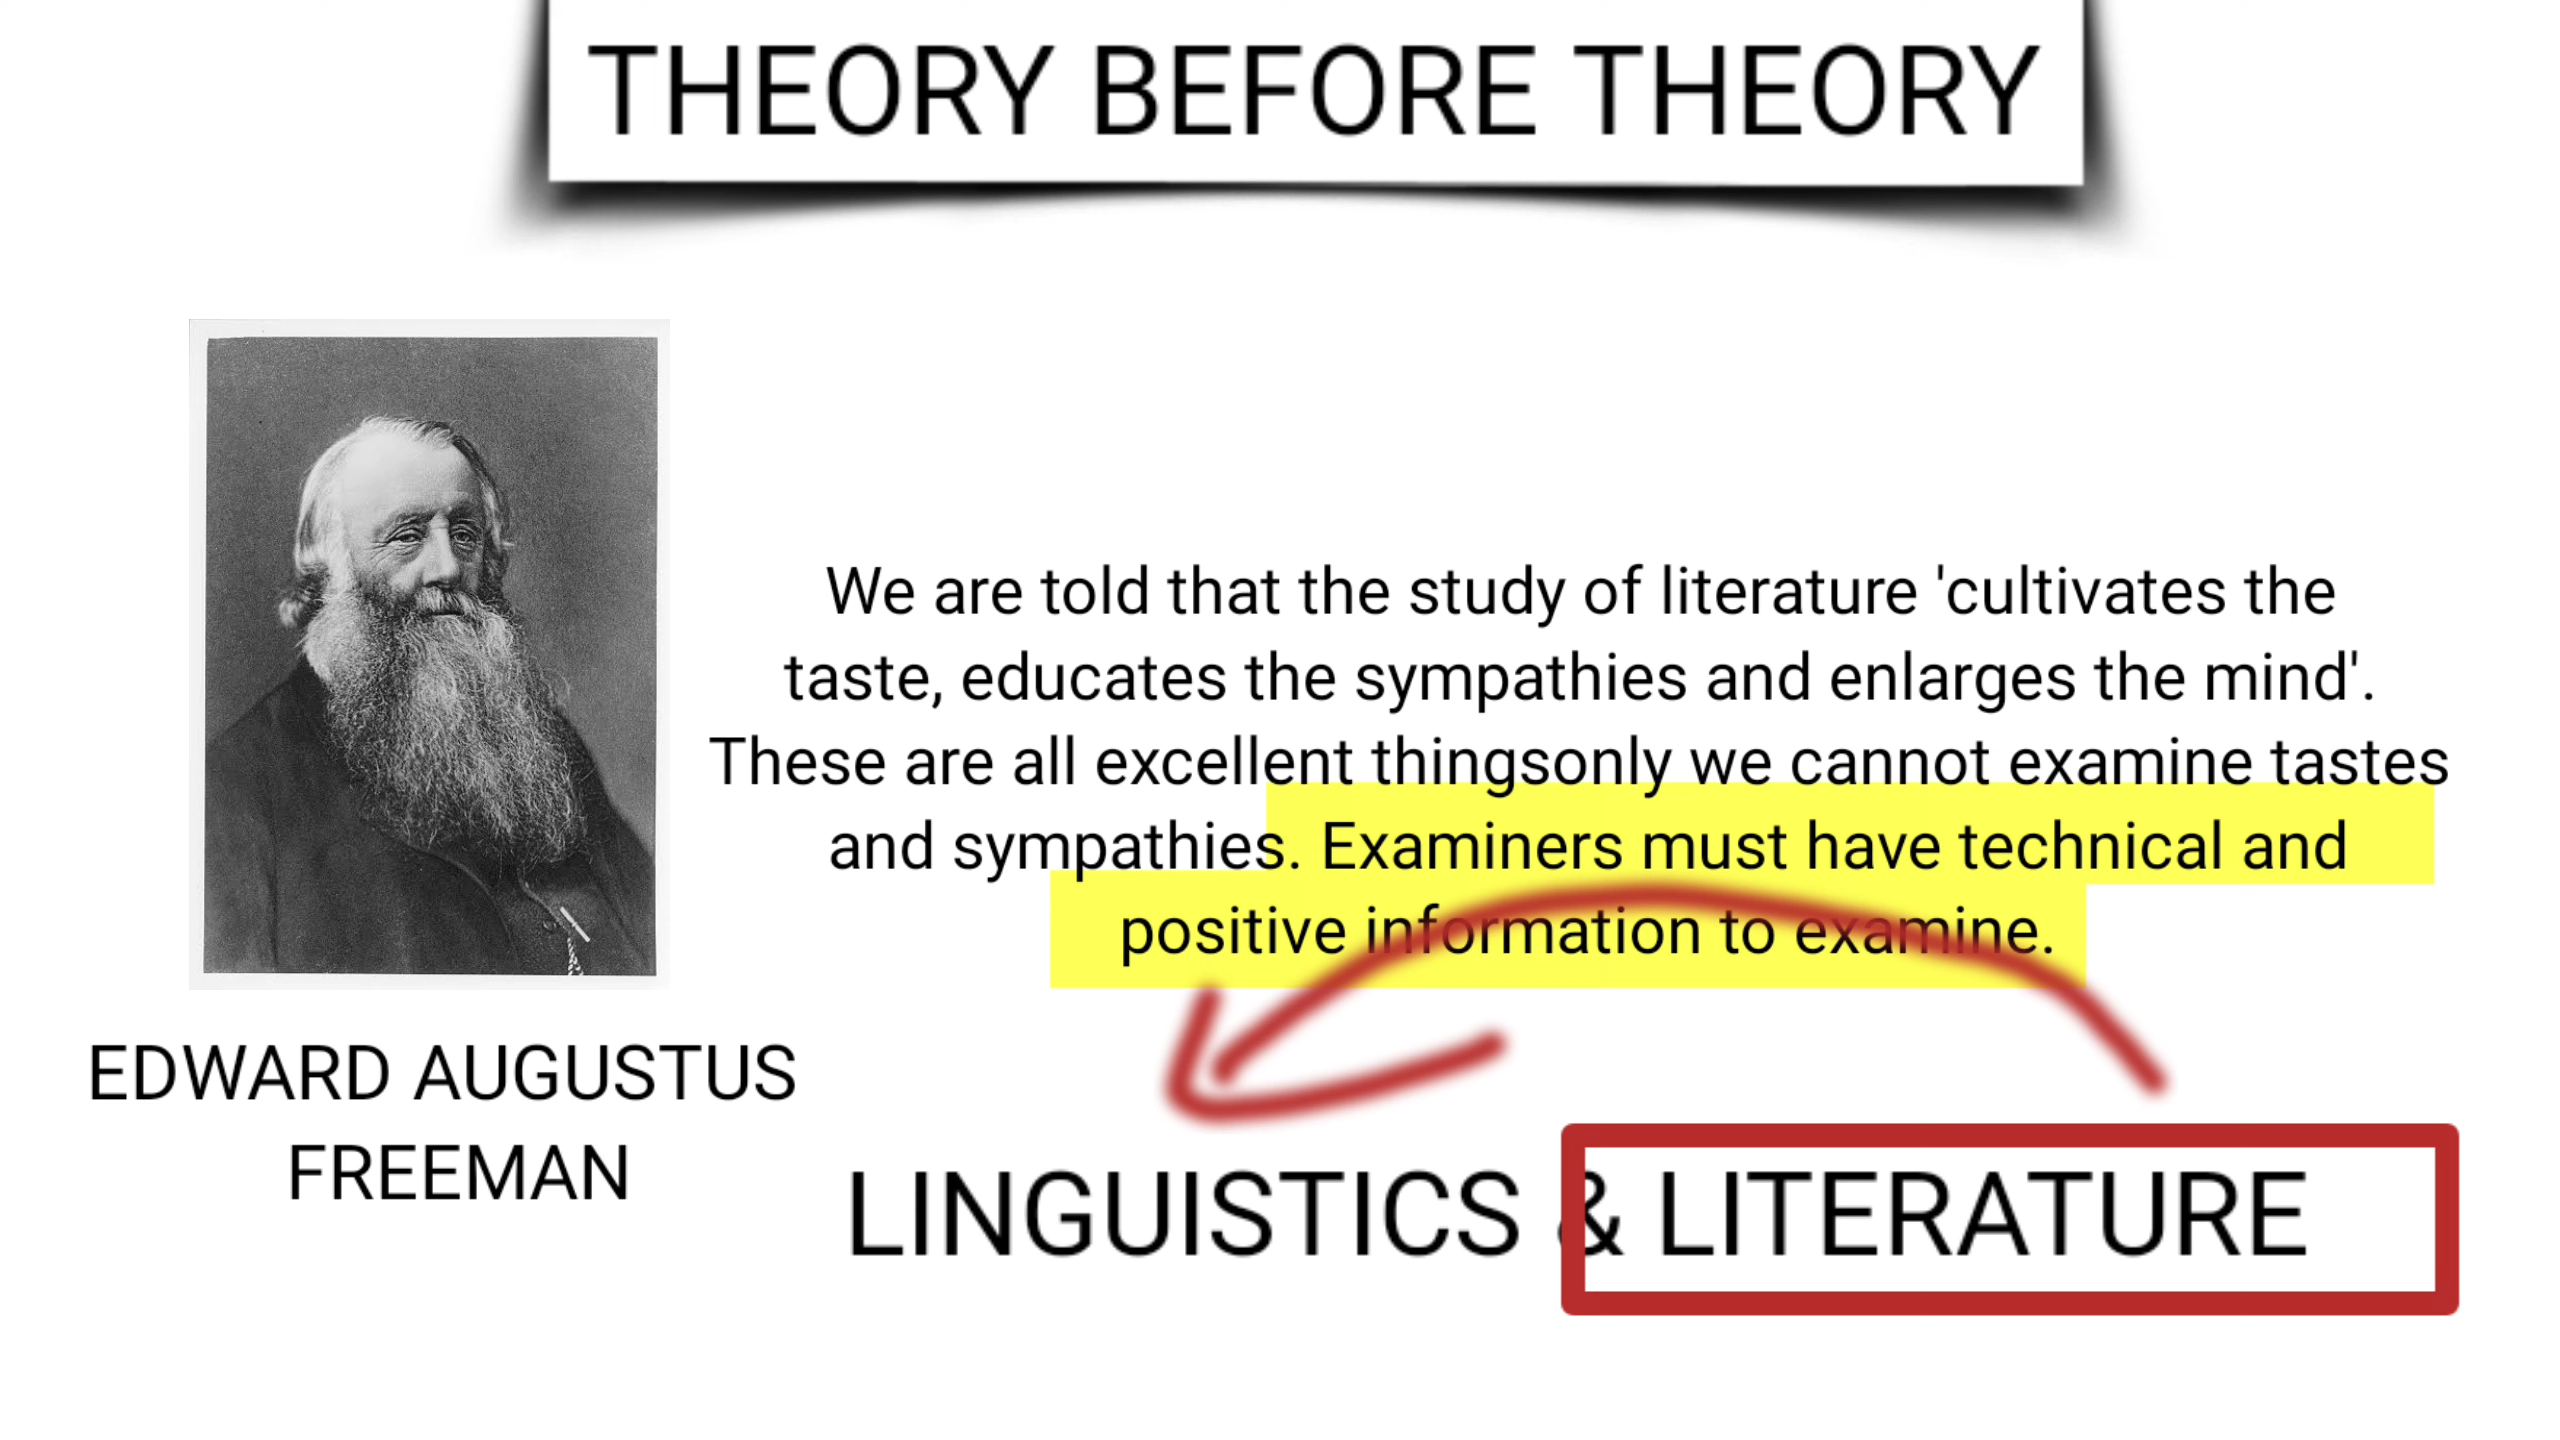 THEORY BEFORE THEORY
We are told that the study of literature 'cultivates the
taste, educates the sympathies and enlarges the mind'.
These are all excellent thingsonly we cannot examine tastes
and sympathies. Examiners must have technical and
positive information to examine.
EDWARD AUGUSTUS
FREEMAN
LINGUISTICS & LITERATURE